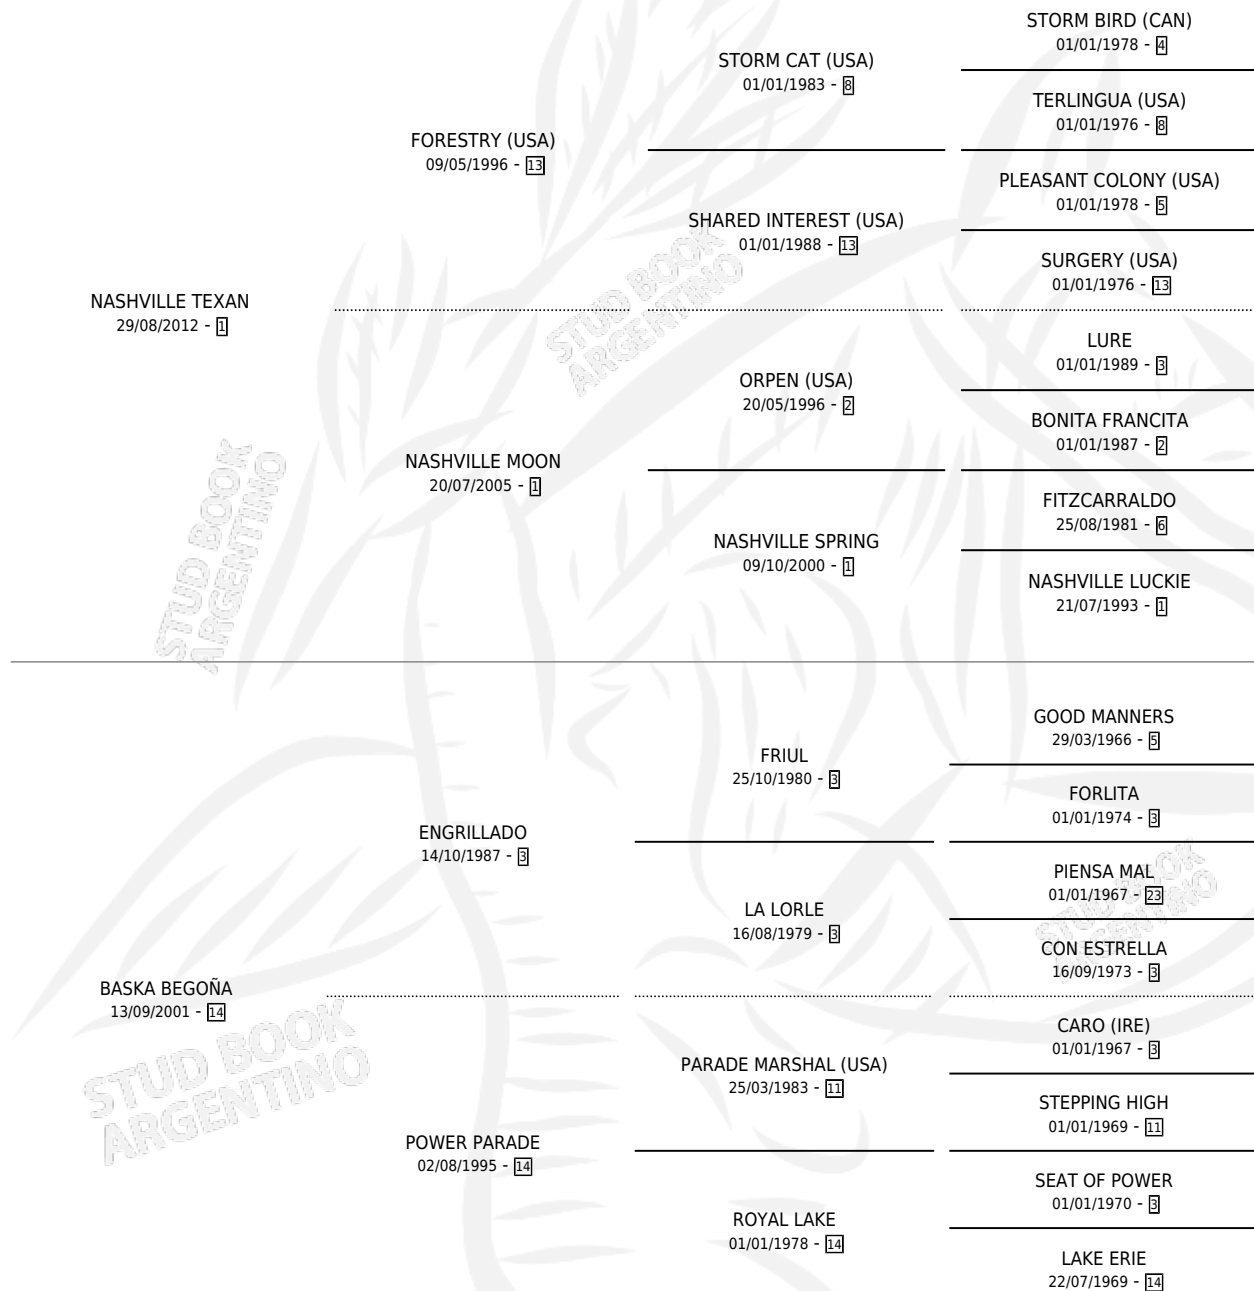 STORM BIRD (CAN)
01/01/1978 - 4
STORM CAT (USA)
01/01/1983 - 8
TERLINGUA (USA)
01/01/1976 - 8
FORESTRY (USA)
09/05/1996 - 13
PLEASANT COLONY (USA)
01/01/1978 - 5
SHARED INTEREST (USA)
01/01/1988 - 13
SURGERY (USA)
01/01/1976 - 13
NASHVILLE TEXAN
29/08/2012 - 1
LURE
01/01/1989 - 3
ORPEN (USA)
20/05/1996 - 2
BONITA FRANCITA
01/01/1987 - 2
NASHVILLE MOON
20/07/2005 - 1
FITZCARRALDO
25/08/1981 - 6
NASHVILLE SPRING
09/10/2000 - 1
NASHVILLE LUCKIE
21/07/1993 - 1
GOOD MANNERS
29/03/1966 - 5
FRIUL
25/10/1980 - 3
FORLITA
01/01/1974 - 3
ENGRILLADO
14/10/1987 - 3
PIENSA MAL
01/01/1967 - 23
LA LORLE
16/08/1979 - 3
CON ESTRELLA
16/09/1973 - 3
BASKA BEGOÑA
13/09/2001 - 14
CARO (IRE)
01/01/1967 - 3
PARADE MARSHAL (USA)
25/03/1983 - 11
STEPPING HIGH
01/01/1969 - 11
POWER PARADE
02/08/1995 - 14
SEAT OF POWER
01/01/1970 - 3
ROYAL LAKE
01/01/1978 - 14
LAKE ERIE
22/07/1969 - 14
STUD BOOK
ARGENTINO
STUD BOOK
ARGENTINO
STUD BOOK
ARGENTINO
STUD BOOK
ARGENTINO